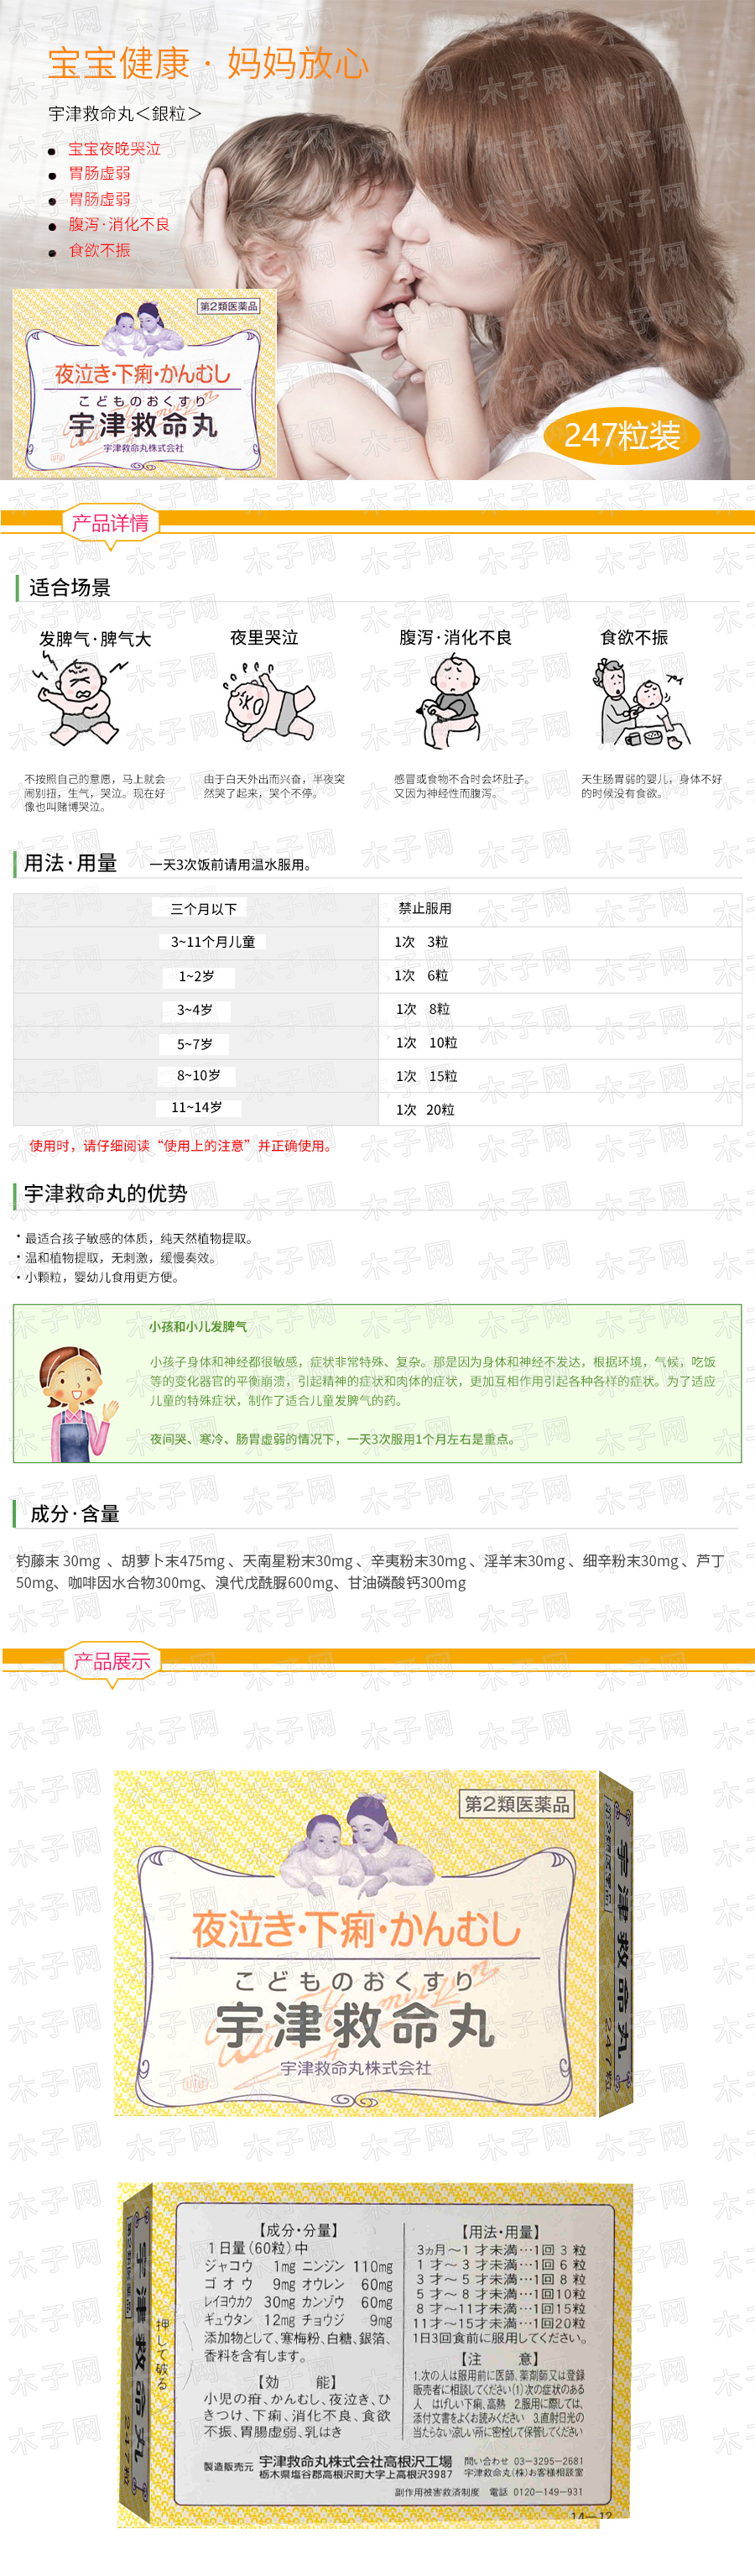 宝宝健康 · 妈妈放心
宇津救命丸＜銀粒＞
宝宝夜晚哭泣
胃肠虚弱
胃肠虚弱
腹泻·消化不良
食欲不振
第2類医薬品
夜泣き·下痢·かんむし
こどものおくすり
宇津救命丸
宇津救命丸株式会社
247粒装
产品详情
适合场景
发脾气·脾气大
夜里哭泣
腹泻·消化不良
食欲不振
不按照自己的意愿，马上就会
闹别扭，生气，哭泣。现在好
像也叫赌博哭泣。
由于白天外出而兴奋，半夜突
然哭了起来，哭个不停。
感冒或食物不合时会坏肚子。
又因为神经性而腹泻。
天生肠胃弱的婴儿，身体不好
的时候没有食欲。
用法·用量
一天3次饭前请用温水服用。
三个月以下 禁止服用
3~11个月儿童 1次 3粒
1~2岁 1次 6粒
3~4岁 1次 8粒
5~7岁 1次 10粒
8~10岁 1次 15粒
11~14岁 1次 20粒
使用时，请仔细阅读“使用上的注意”并正确使用。
宇津救命丸的优势
· 最适合孩子敏感的体质，纯天然植物提取。
· 温和植物提取，无刺激，缓慢奏效。
· 小颗粒，婴幼儿食用更方便。
小孩和小儿发脾气
小孩子身体和神经都很敏感，症状非常特殊、复杂。那是因为身体和神经不发达，根据环境，气候，吃饭
等的变化器官的平衡崩溃，引起精神的症状和肉体的症状，更加互相作用引起各种各样的症状。为了适应
儿童的特殊症状，制作了适合儿童发脾气的药。
夜间哭、寒冷、肠胃虚弱的情况下，一天3次服用1个月左右是重点。
成分·含量
钓藤末 30mg 、胡萝卜末475mg 、天南星粉末30mg 、辛夷粉末30mg 、淫羊末30mg 、细辛粉末30mg 、芦丁
50mg、咖啡因水合物300mg、溴代戊酰脲600mg、甘油磷酸钙300mg
产品展示
第2類医薬品
夜泣き·下痢·かんむし
こどものおくすり
宇津救命丸
宇津救命丸株式会社
宇津救命丸
247粒
宇津救命丸
247粒
押して破る
【成分·分量】
1日量(60粒)中
ジャコウ 1mg ニンジン 110mg
ゴオウ 9mg オウレン 60mg
レイヨウカク 30mg カンゾウ 60mg
ギュウタン 12mg チョウジ 9mg
添加物として、寒梅粉、白糖、銀箔、
香料を含有します。
【効 能】
小児の疳、かんむし、夜泣き、ひ
きつけ、下痢、消化不良、食欲
不振、胃腸虚弱、乳はき
【用法·用量】
3ヵ月～1才未満…1回 3 粒
1 才～ 3 才未満…1回 6 粒
3 才～ 5 才未満…1回 8 粒
5 才～ 8 才未満…1回10粒
8 才～11才未満…1回15粒
11才～15才未満…1回20粒
1日3回食前に服用してください。
【注 意】
1.次の人は服用前に医師、薬剤師又は登録
販売者に相談してください(1)次の症状のある
人 はげしい下痢、高熱 2.服用に際しては、
添付文書をよくお読みください 3.直射日光の
当たらない涼しい所に密栓して保管してください
製造販売元 宇津救命丸株式会社高根沢工場
栃木県塩谷郡高根沢町大字上高根沢3987
問い合わせ 03-3295-2681
宇津救命丸(株)お客様相談室
副作用被害救済制度 電話 0120-149-931
木子网